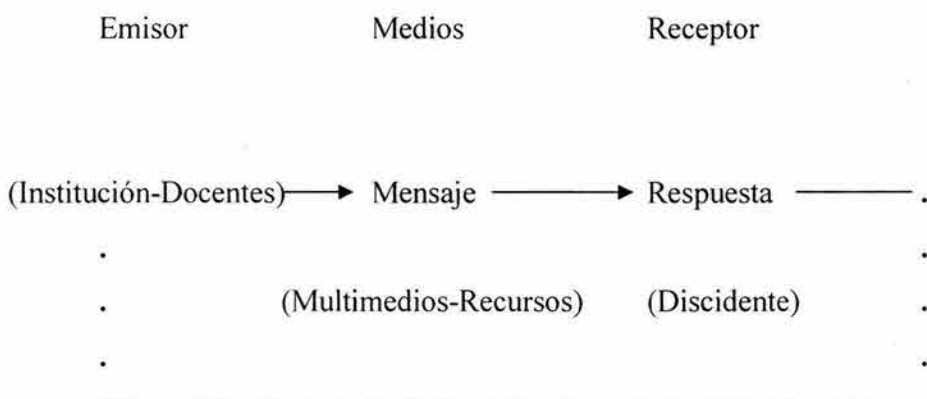 Emisor Medios Receptor
(Institución-Docentes) Mensaje Respuesta .
. .
. (Multimedios-Recursos) (Discidente) .
. .